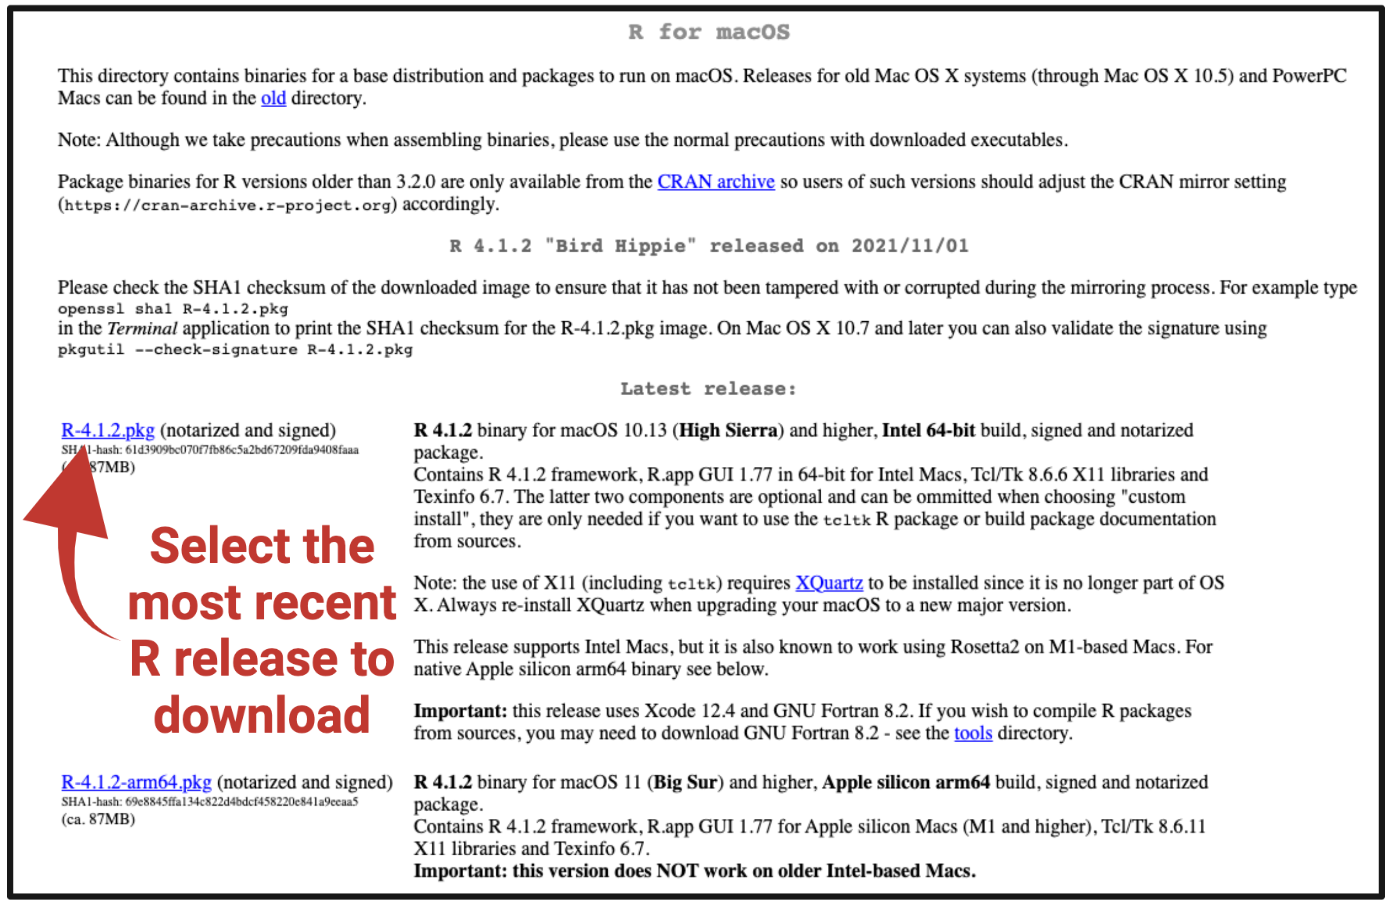 R for macOS
This directory contains binaries for a base distribution and packages to run on macOS. Releases for old Mac OS X systems (through Mac OS X 10.5) and PowerPC
Macs can be found in the old directory.
Note: Although we take precautions when assembling binaries, please use the normal precautions with downloaded executables.
Package binaries for R versions older than 3.2.0 are only available from the CRAN archive so users of such versions should adjust the CRAN mirror setting
(https://cran-archive.r-project.org) accordingly.
R 4.1.2 "Bird Hippie" released on 2021/11/01
Please check the SHA1 checksum of the downloaded image to ensure that it has not been tampered with or corrupted during the mirroring process. For example type
openssl sha1 R-4.1.2.pkg
in the Terminal application to print the SHA1 checksum for the R-4.1.2.pkg image. On Mac OS X 10.7 and later you can also validate the signature using
pkgutil --check-signature R-4.1.2.pkg
Latest release:
R-4.1.2.pkg (notarized and signed)
SHA1-hash: 61d3909bc070f7fb86c5a2bd67209fda9408faaa
87MB)
R 4.1.2 binary for macOS 10.13 (High Sierra) and higher, Intel 64-bit build, signed and notarized
package.
Contains R 4.1.2 framework, R.app GUI 1.77 in 64-bit for Intel Macs, Tcl/Tk 8.6.6 X11 libraries and
Texinfo 6.7. The latter two components are optional and can be ommitted when choosing "custom
install", they are only needed if you want to use the tcltk R package or build package documentation
from sources.
Note: the use of X11 (including tcltk) requires XQuartz to be installed since it is no longer part of OS
X. Always re-install XQuartz when upgrading your macOS to a new major version.
This release supports Intel Macs, but it is also known to work using Rosetta2 on M1-based Macs. For
native Apple silicon arm64 binary see below.
Important: this release uses Xcode 12.4 and GNU Fortran 8.2. If you wish to compile R packages
from sources, you may need to download GNU Fortran 8.2 - see the tools directory.
Select the
most recent
R release to
download
R-4.1.2-arm64.pkg (notarized and signed)
SHA1-hash: 69e8845ffa134c822d4bdcf458220e841a9eeaa5
(ca. 87MB)
R 4.1.2 binary for macOS 11 (Big Sur) and higher, Apple silicon arm64 build, signed and notarized
package.
Contains R 4.1.2 framework, R.app GUI 1.77 for Apple silicon Macs (M1 and higher), Tcl/Tk 8.6.11
X11 libraries and Texinfo 6.7.
Important: this version does NOT work on older Intel-based Macs.